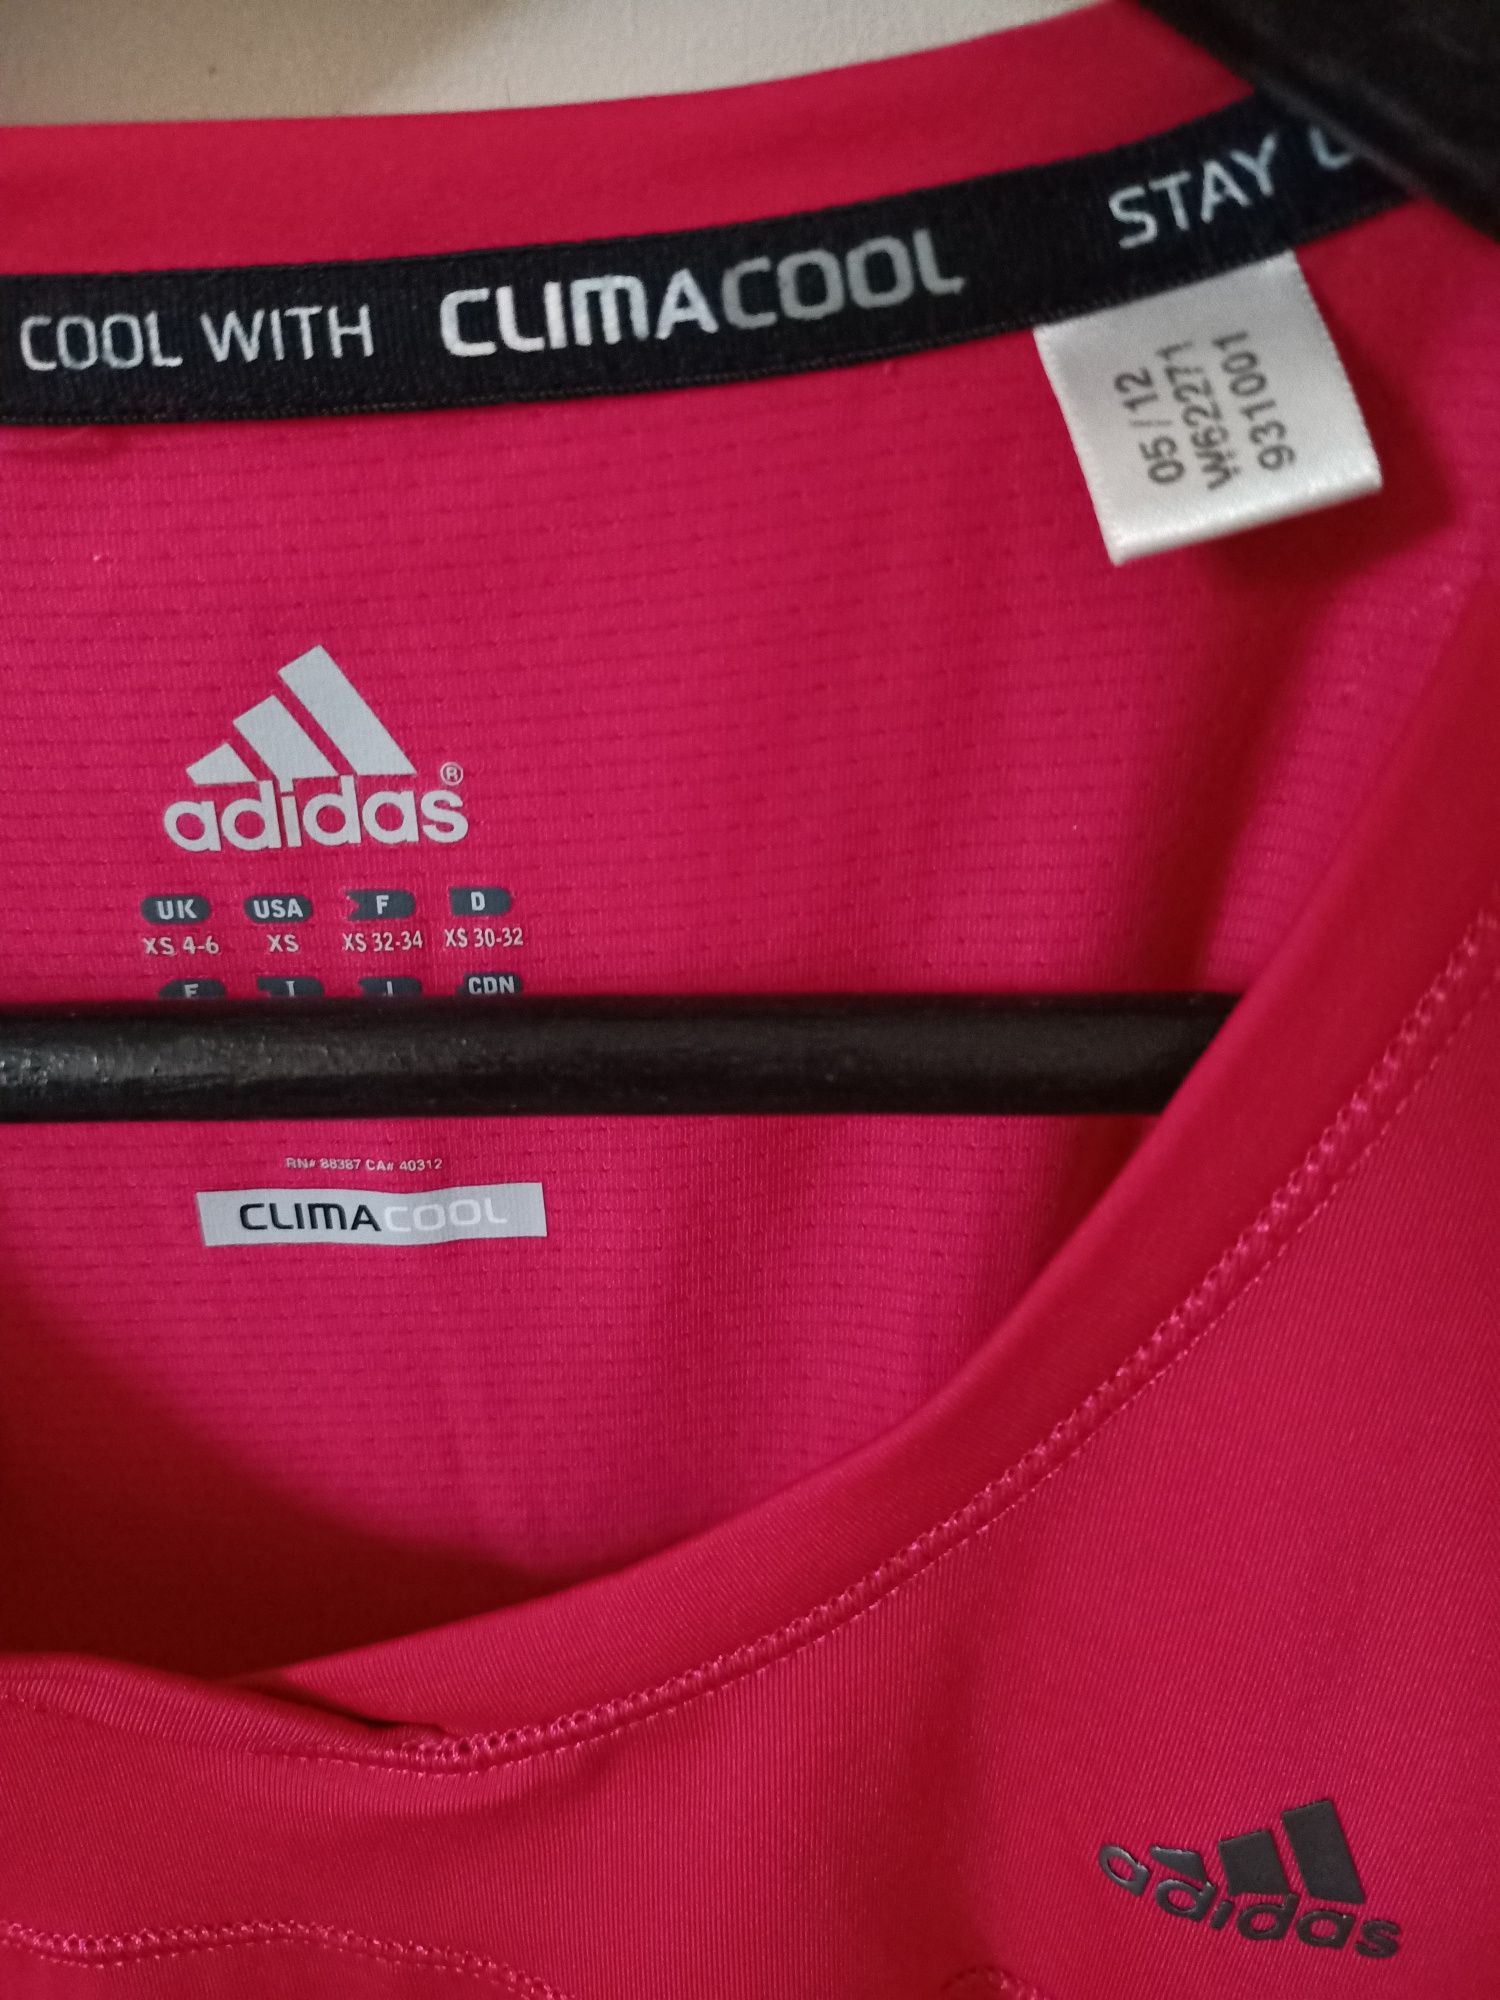 COOL WITH CLIMACOOL STAY
05/12
W62271
931001
adidas®
UK USA F D
XS 4-6 XS XS 32-34 XS 30-32
CDN
RN# 88387 CA# 40312
CLIMACOOL
adidas